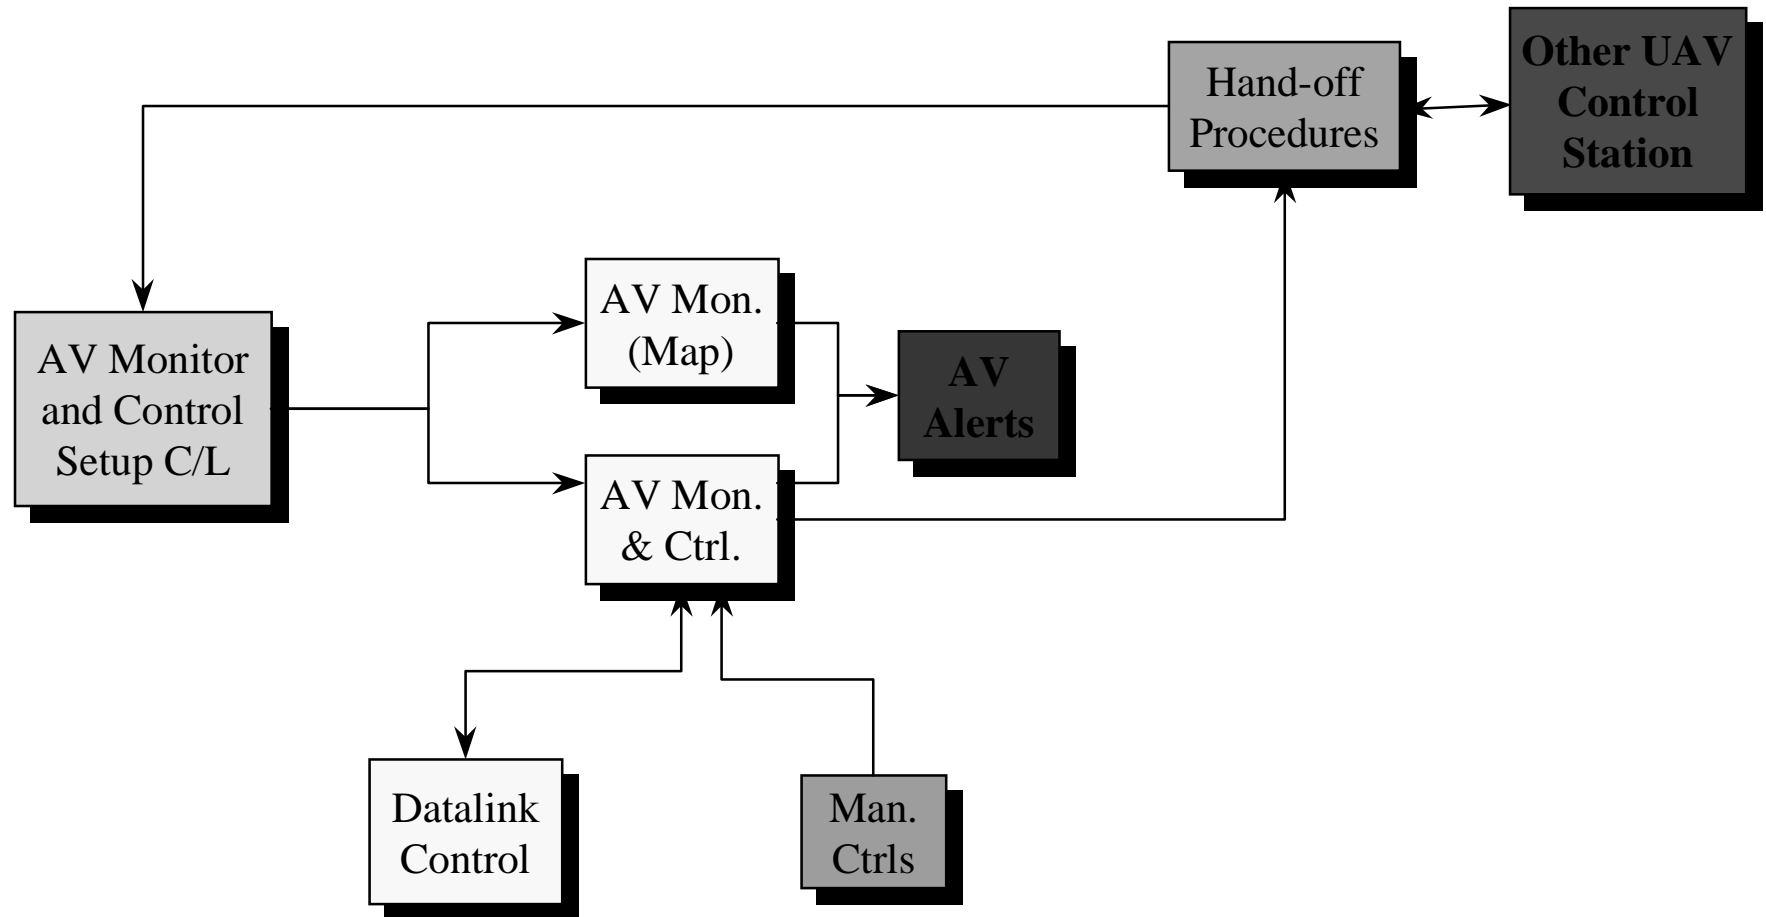 Other UAV
Control
Station
Hand-off
Procedures
AV Mon.
(Map)
AV Monitor
and Control
Setup C/L
AV
Alerts
AV Mon.
& Ctrl.
Datalink
Control
Man.
Ctrls